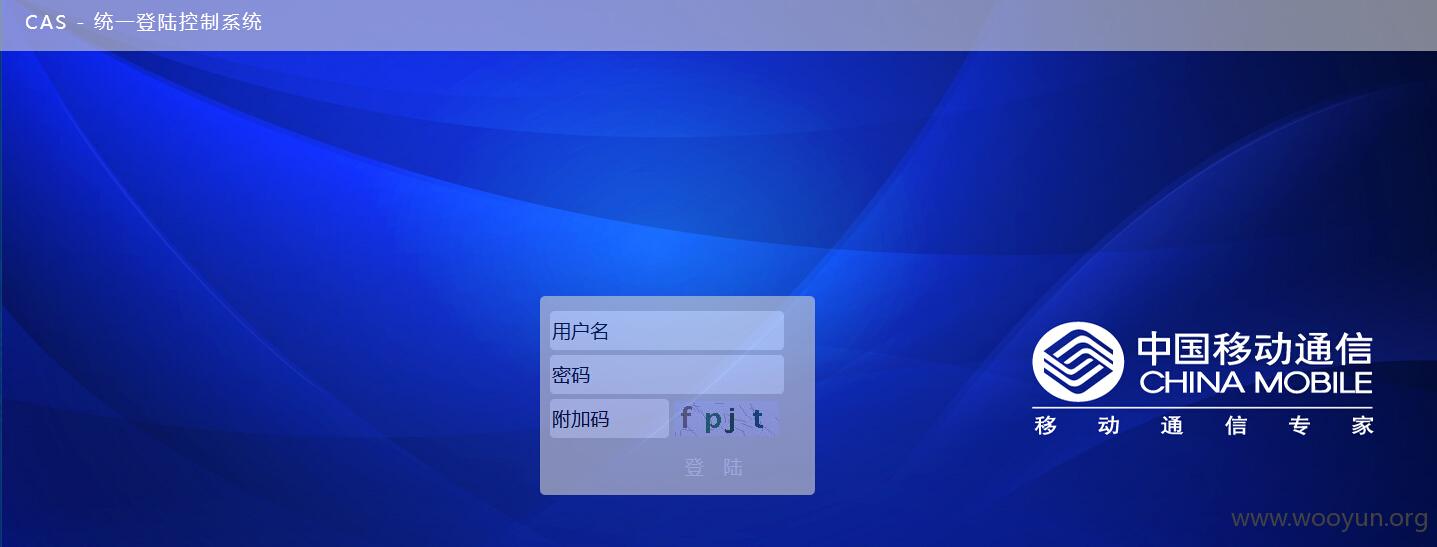 CAS - 统一登陆控制系统
用户名
密码
附加码 fpjt
登 陆
中国移动通信
CHINA MOBILE
移动通信专家
www.wooyun.org